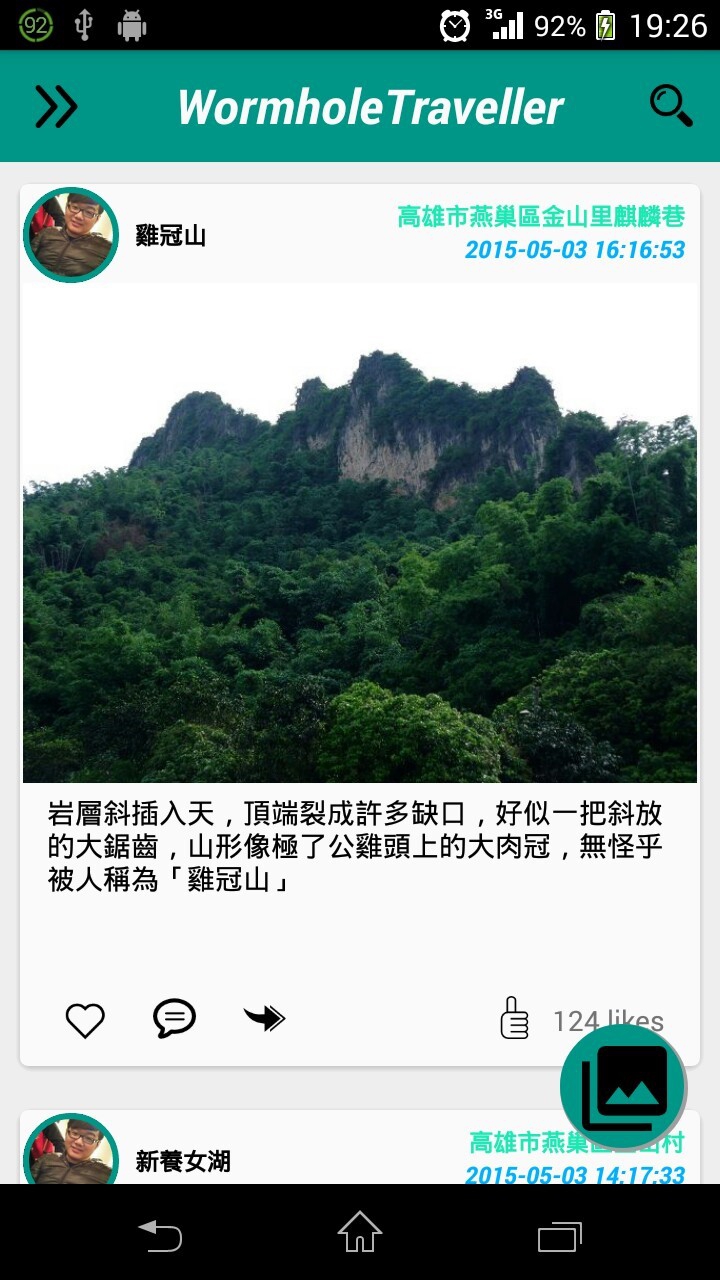 92
3G
92%
19:26
WormholeTraveller
雞冠山
高雄市燕巢區金山里麒麟巷
2015-05-03 16:16:53
岩層斜插入天，頂端裂成許多缺口，好似一把斜放
的大鋸齒，山形像極了公雞頭上的大肉冠，無怪乎
被人稱為「雞冠山」
124 likes
新養女湖
高雄市燕巢 村
2015-05-03 14:17:33